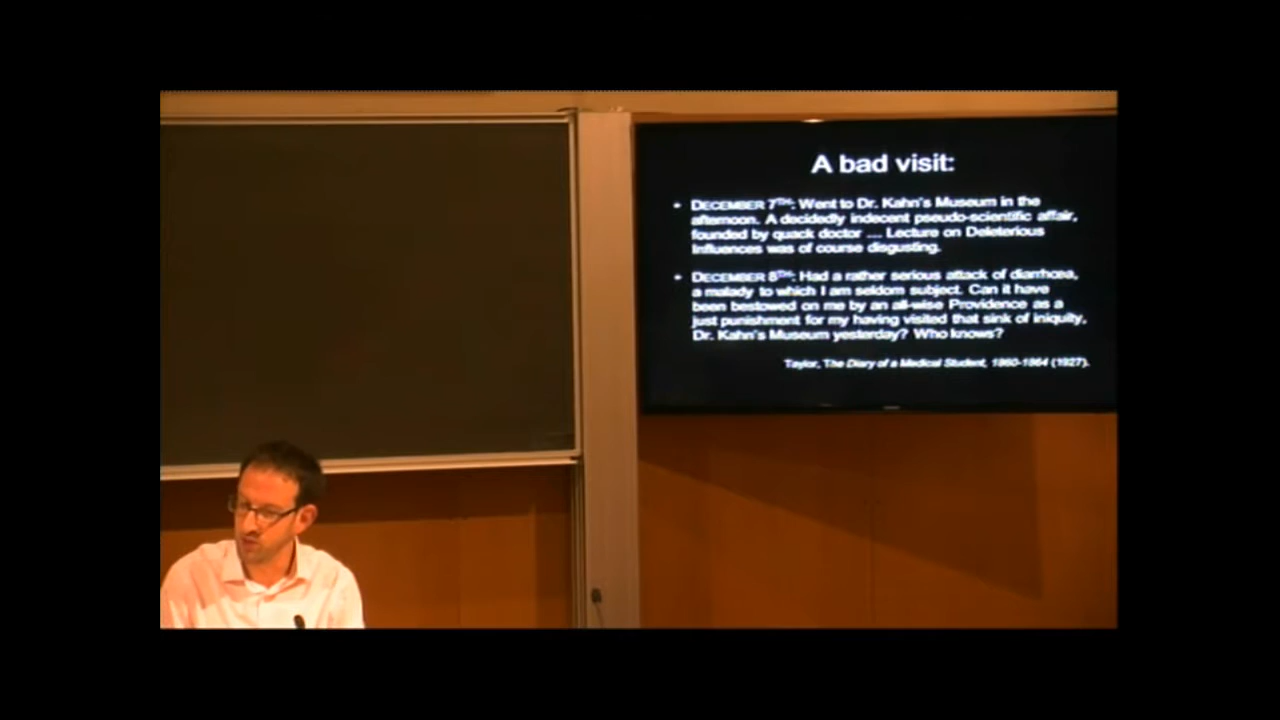 A bad visit:
• DECEMBER 7TH: Went to Dr. Kahn's Museum in the
afternoon. A decidedly indecent pseudo-scientific affair,
founded by quack doctor .... Lecture on Deleterious
Influences was of course disgusting.
• DECEMBER 8TH: Had a rather serious attack of diarrhœa,
a malady to which I am seldom subject. Can it have
been bestowed on me by an all-wise Providence as a
just punishment for my having visited that sink of iniquity,
Dr. Kahn's Museum yesterday? Who knows?
Taylor, The Diary of a Medical Student, 1860-1864 (1927).